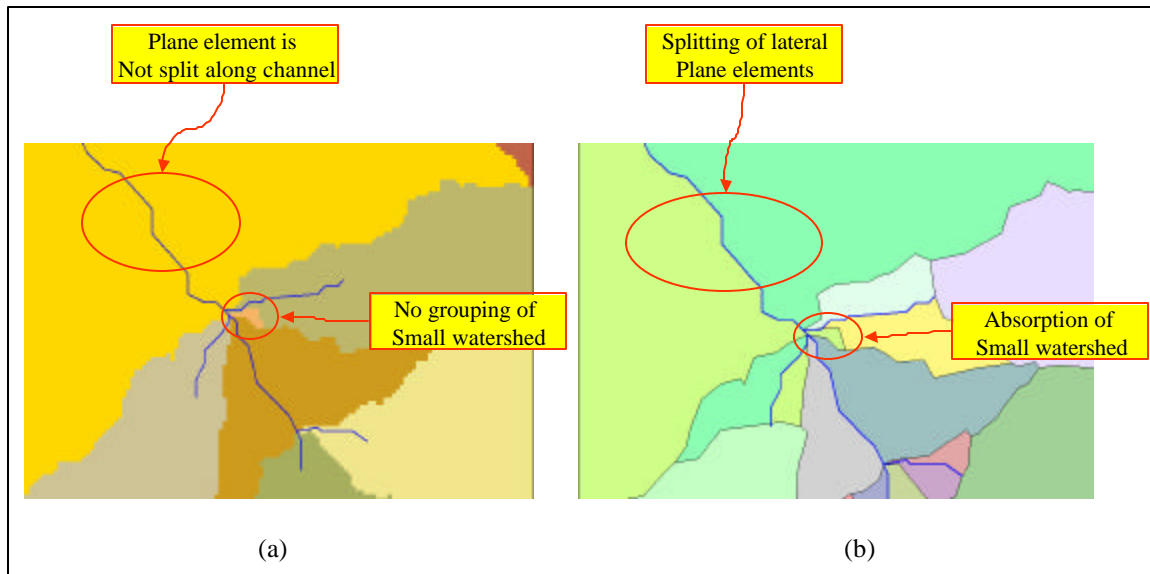 Plane element is
Not split along channel
Splitting of lateral
Plane elements
No grouping of
Small watershed
Absorption of
Small watershed
(a)
(b)